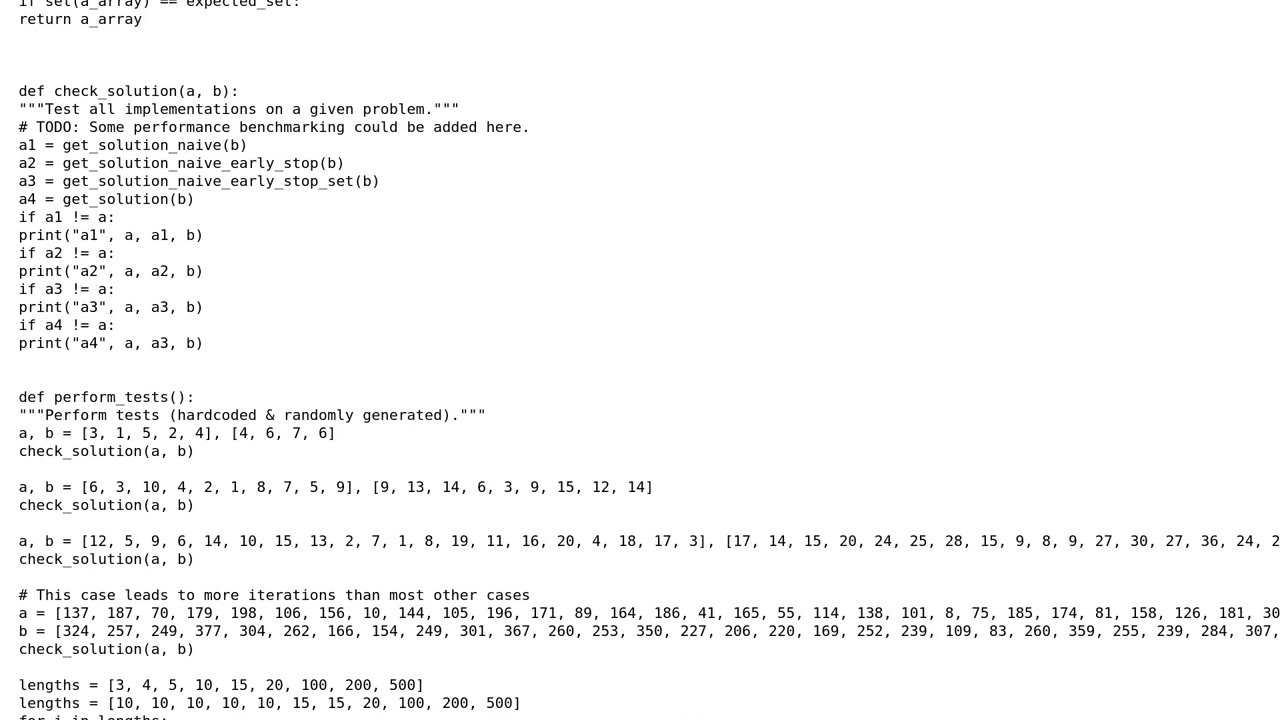 if set(a_array) == expected_set:
return a_array
def check_solution(a, b):
"""Test all implementations on a given problem."""
# TODO: Some performance benchmarking could be added here.
a1 = get_solution_naive(b)
a2 = get_solution_naive_early_stop(b)
a3 = get_solution_naive_early_stop_set(b)
a4 = get_solution(b)
if a1 != a:
print("a1", a, a1, b)
if a2 != a:
print("a2", a, a2, b)
if a3 != a:
print("a3", a, a3, b)
if a4 != a:
print("a4", a, a3, b)
def perform_tests():
"""Perform tests (hardcoded & randomly generated)."""
a, b = [3, 1, 5, 2, 4], [4, 6, 7, 6]
check_solution(a, b)
a, b = [6, 3, 10, 4, 2, 1, 8, 7, 5, 9], [9, 13, 14, 6, 3, 9, 15, 12, 14]
check_solution(a, b)
a, b = [12, 5, 9, 6, 14, 10, 15, 13, 2, 7, 1, 8, 19, 11, 16, 20, 4, 18, 17, 3], [17, 14, 15, 20, 24, 25, 28, 15, 9, 8, 9, 27, 30, 27, 36, 24, 2
check_solution(a, b)
# This case leads to more iterations than most other cases
a = [137, 187, 70, 179, 198, 106, 156, 10, 144, 105, 196, 171, 89, 164, 186, 41, 165, 55, 114, 138, 101, 8, 75, 185, 174, 81, 158, 126, 181, 30
b = [324, 257, 249, 377, 304, 262, 166, 154, 249, 301, 367, 260, 253, 350, 227, 206, 220, 169, 252, 239, 109, 83, 260, 359, 255, 239, 284, 307,
check_solution(a, b)
lengths = [3, 4, 5, 10, 15, 20, 100, 200, 500]
lengths = [10, 10, 10, 10, 10, 15, 15, 20, 100, 200, 500]
for i in lengths: